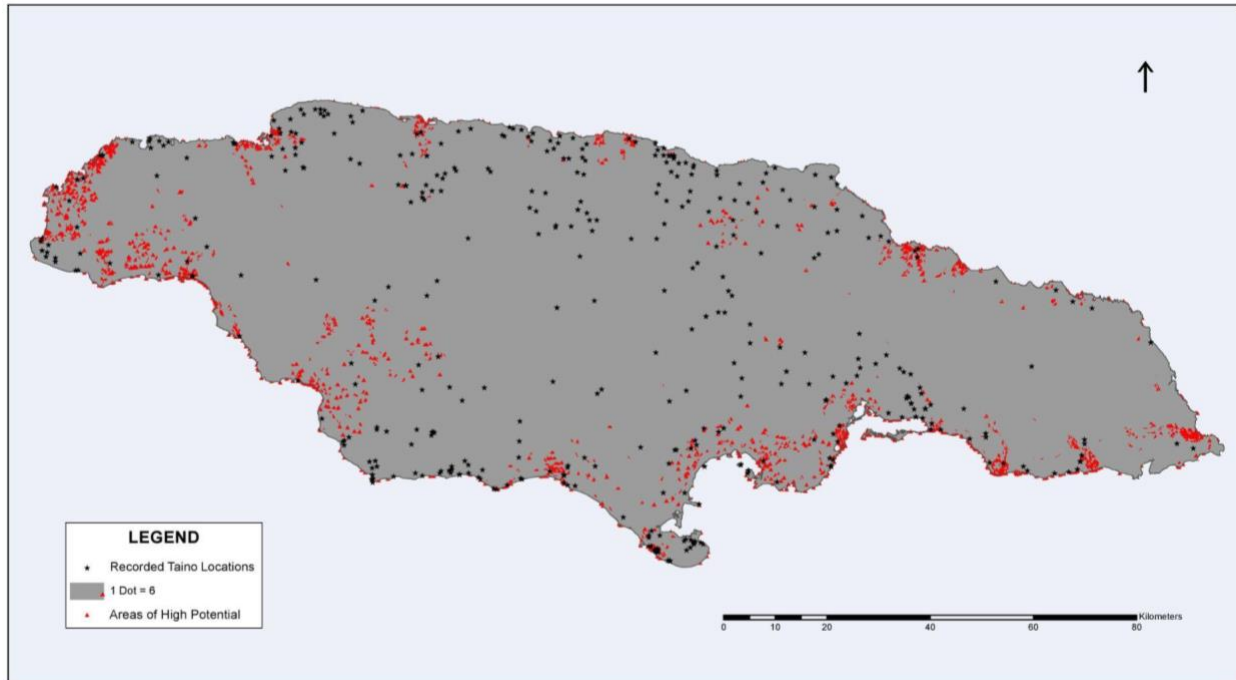 LEGEND
Recorded Taino Locations
1 Dot = 6
Areas of High Potential
Kilometers
0 10 20 40 60 80